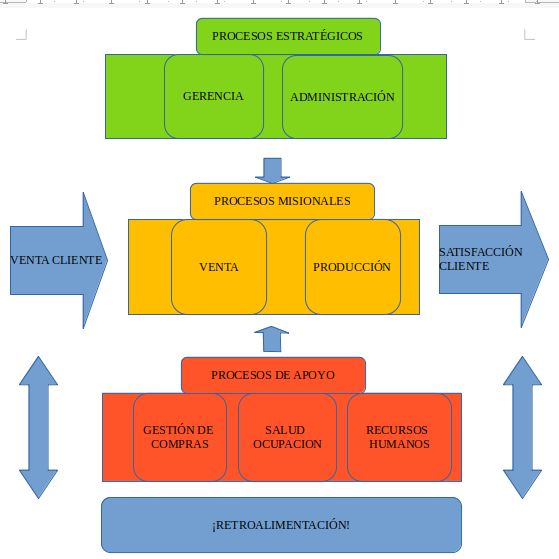 PROCESOS ESTRATÉGICOS
GERENCIA
ADMINISTRACIÓN
PROCESOS MISIONALES
VENTA CLIENTE
VENTA
PRODUCCIÓN
SATISFACCIÓN
CLIENTE
PROCESOS DE APOYO
GESTIÓN DE
COMPRAS
SALUD
OCUPACION
RECURSOS
HUMANOS
¡RETROALIMENTACIÓN!